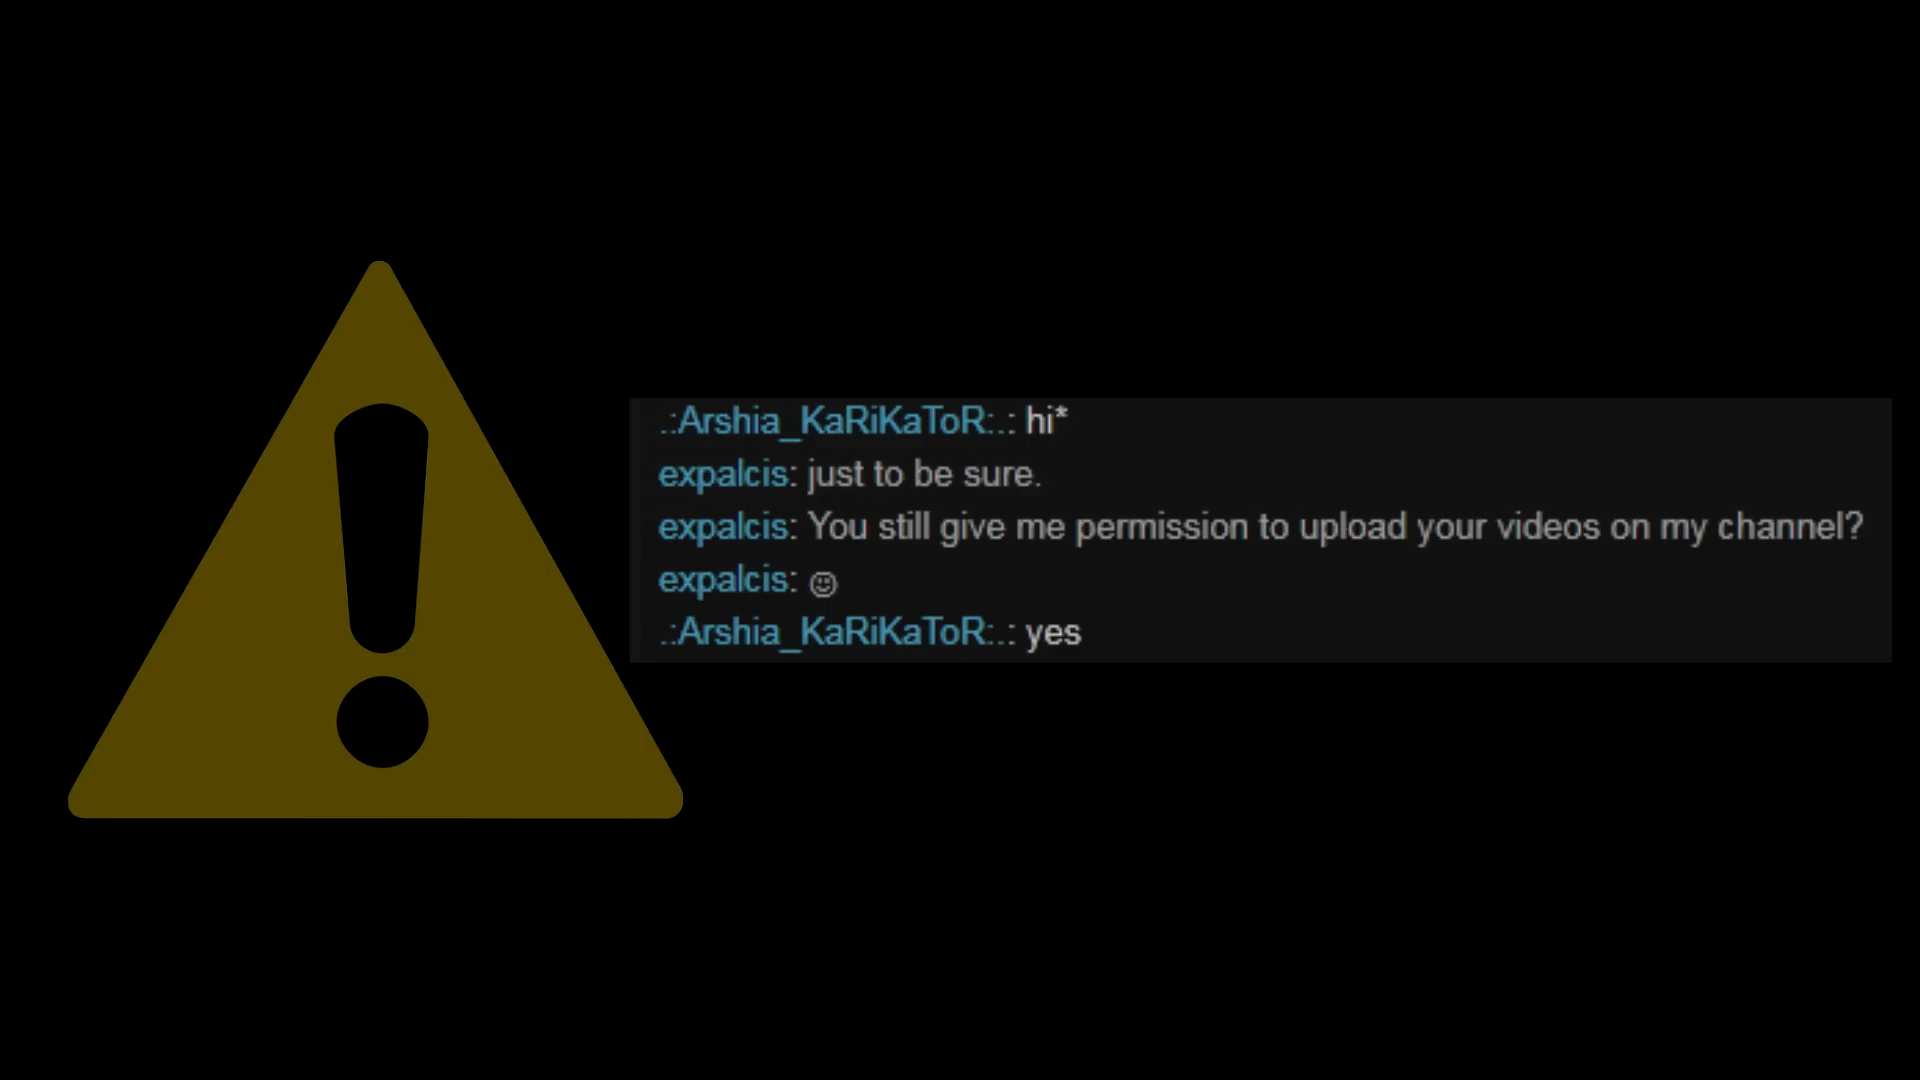 .:Arshia_KaRiKaToR:.: hi*
expalcis: just to be sure.
expalcis: You still give me permission to upload your videos on my channel?
expalcis: ☺
.:Arshia_KaRiKaToR:.: yes